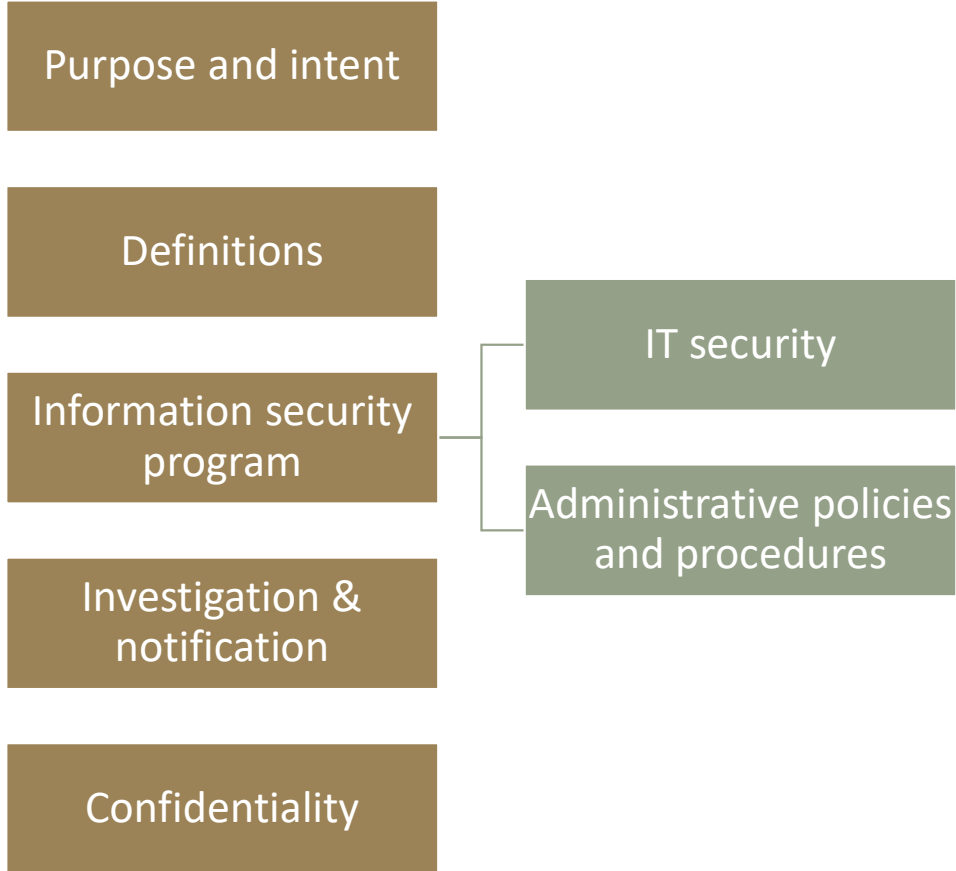 Purpose and intent
Definitions
Information security
program
IT security
Administrative policies
and procedures
Investigation &
notification
Confidentiality